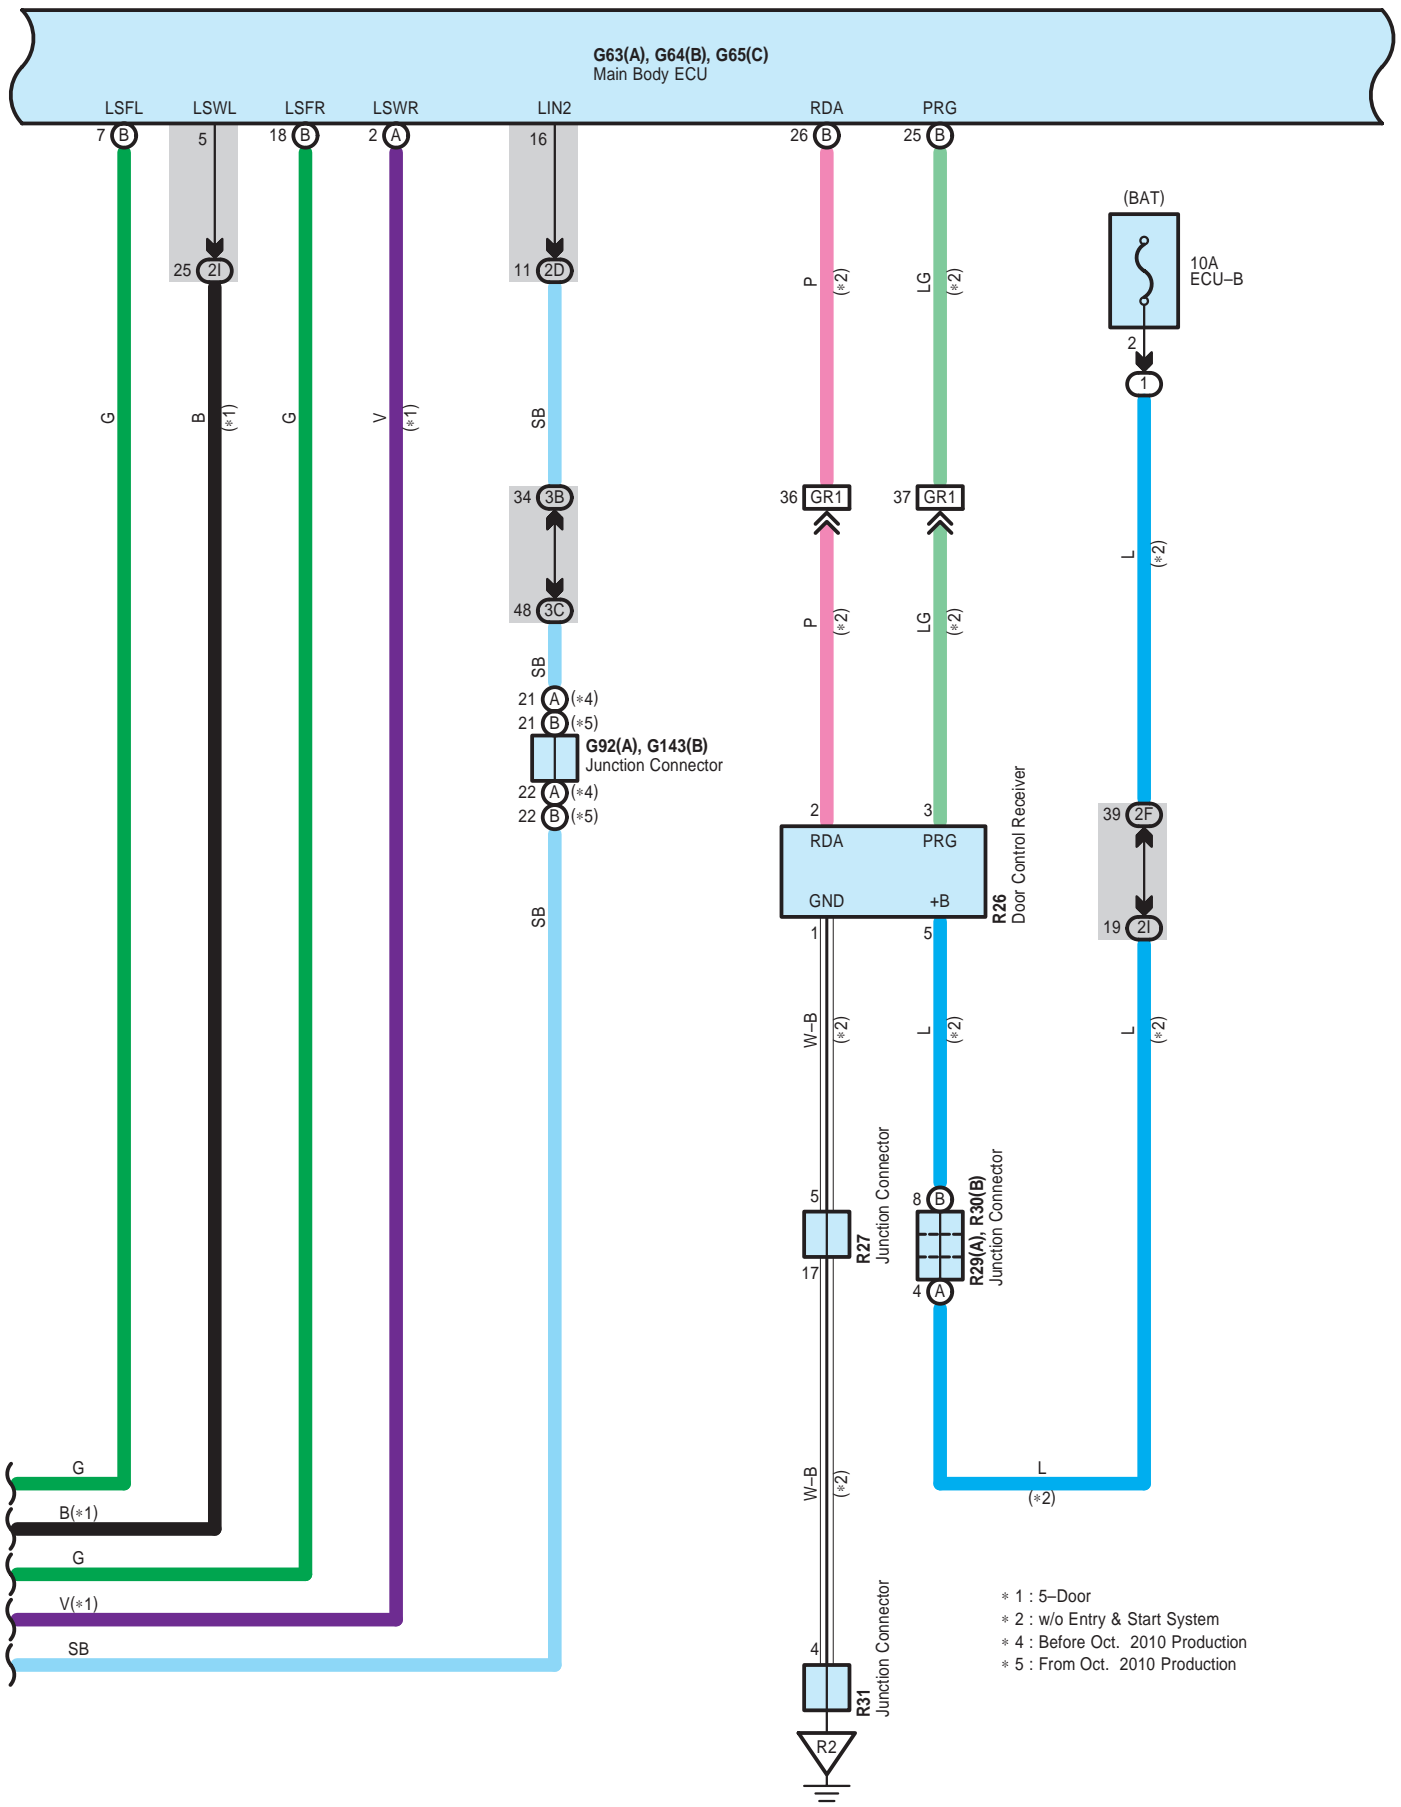 G63(A), G64(B), G65(C)
Main Body ECU
LSFL LSWL LSFR LSWR LIN2 RDA PRG
7 B 5 18 B 2 A 16 26 B 25 B
(BAT)
10A
ECU–B
25 2I 11 2D
2
1
P (∗2) LG (∗2)
G B (∗1) G V (∗1) SB
34 3B 36 GR1 37 GR1
L (∗2)
48 3C P (∗2) LG (∗2)
SB
21 A (∗4)
21 B (∗5)
G92(A), G143(B)
Junction Connector
22 A (∗4)
22 B (∗5)
2 3
RDA PRG
GND +B
R26
Door Control Receiver
1 5
39 2F
19 2I
SB
W–B (∗2) L (∗2) L (∗2)
5 8 B
R27
Junction Connector
R29(A), R30(B)
Junction Connector
17 4 A
G
B(∗1)
G
V(∗1)
SB
W–B (∗2)
L
(∗2)
4
R31
Junction Connector
R2
∗ 1 : 5–Door
∗ 2 : w/o Entry & Start System
∗ 4 : Before Oct. 2010 Production
∗ 5 : From Oct. 2010 Production